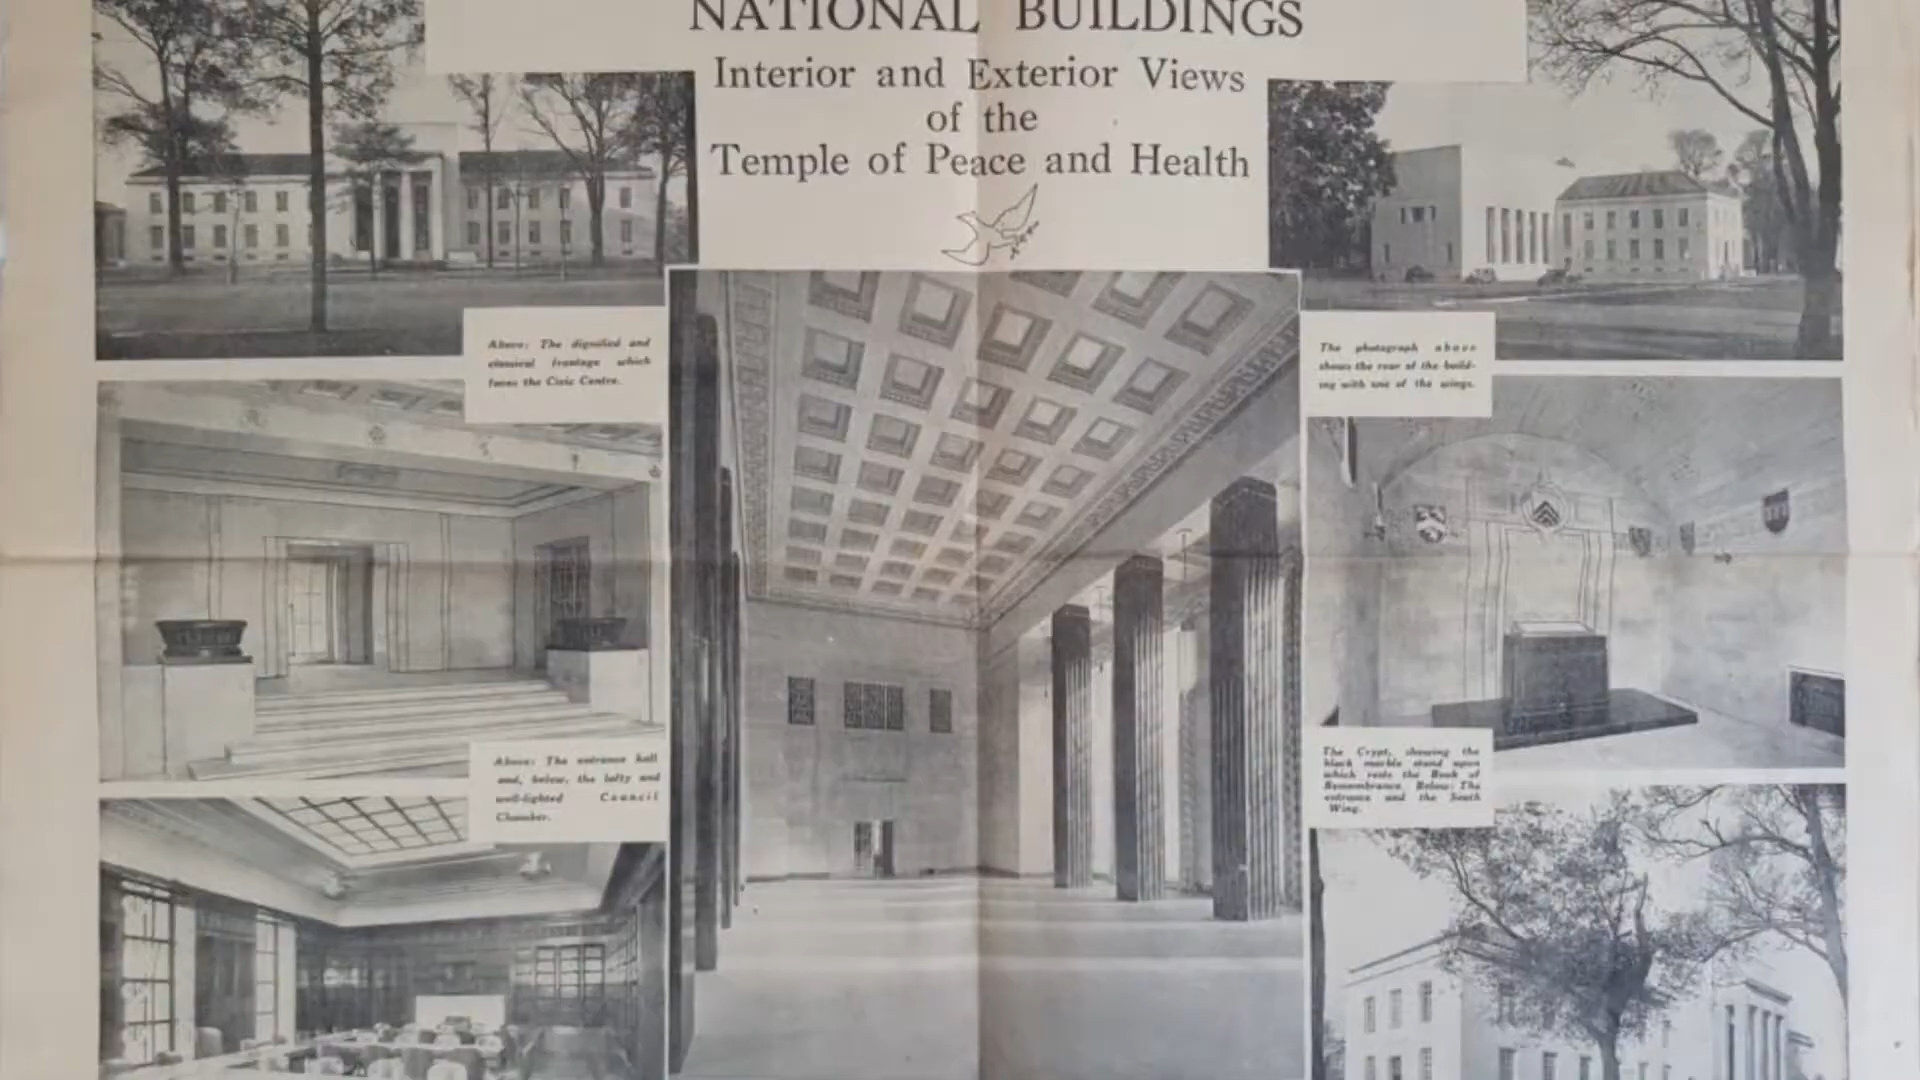 NATIONAL BUILDINGS
Interior and Exterior Views
of the
Temple of Peace and Health
Above: The dignified and
classical frontage which
faces the Civic Centre.
The photograph above
shows the rear of the build-
ing with one of the wings.
Above: The entrance hall
and, below, the lofty and
well-lighted Council
Chamber.
The Crypt, showing the
black marble stand upon
which rests the Book of
Remembrance. Below: The
entrance and the South
Wing.